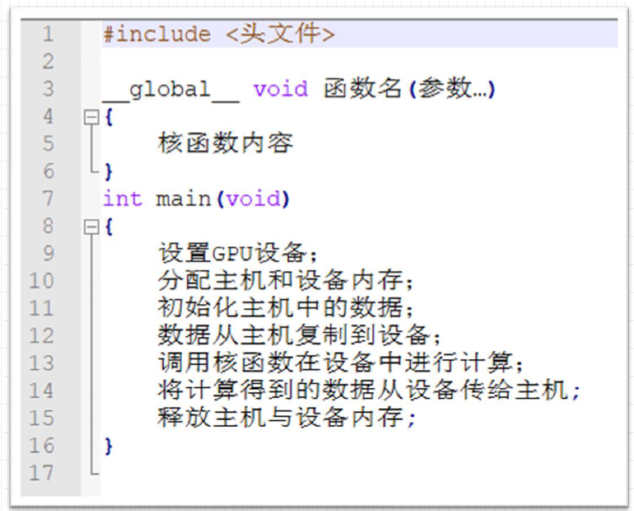 1 #include <头文件>
2
3 __global__ void 函数名(参数…)
4 {
5 核函数内容
6 }
7 int main(void)
8 {
9 设置GPU设备;
10 分配主机和设备内存;
11 初始化主机中的数据;
12 数据从主机复制到设备;
13 调用核函数在设备中进行计算;
14 将计算得到的数据从设备传给主机;
15 释放主机与设备内存;
16 }
17